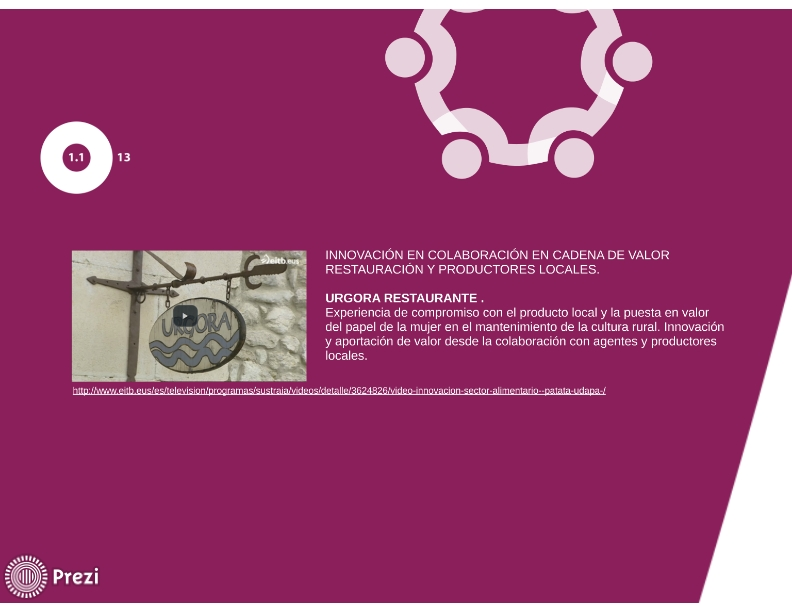 1.1 13
eitb.eus
URGORA
INNOVACIÓN EN COLABORACIÓN EN CADENA DE VALOR
RESTAURACIÓN Y PRODUCTORES LOCALES.
URGORA RESTAURANTE .
Experiencia de compromiso con el producto local y la puesta en valor
del papel de la mujer en el mantenimiento de la cultura rural. Innovación
y aportación de valor desde la colaboración con agentes y productores
locales.
http://www.eitb.eus/es/television/programas/sustraia/videos/detalle/3624826/video-innovacion-sector-alimentario--patata-udapa-/
Prezi